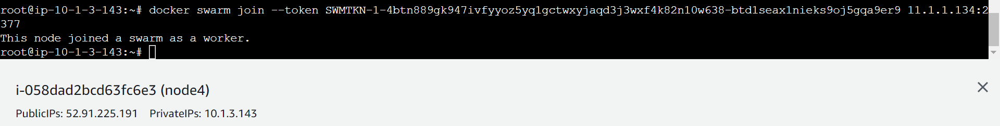 root@ip-10-1-3-143:~# docker swarm join --token SWMTKN-1-4btn889gk947ivfyyoz5yq1gctwxyjaqd3j3wxf4k82n10w638-btd1seax1nieks9oj5gqa9er9 11.1.1.134:2
377
This node joined a swarm as a worker.
root@ip-10-1-3-143:~#
i-058dad2bcd63fc6e3 (node4)
PublicIPs: 52.91.225.191 PrivateIPs: 10.1.3.143